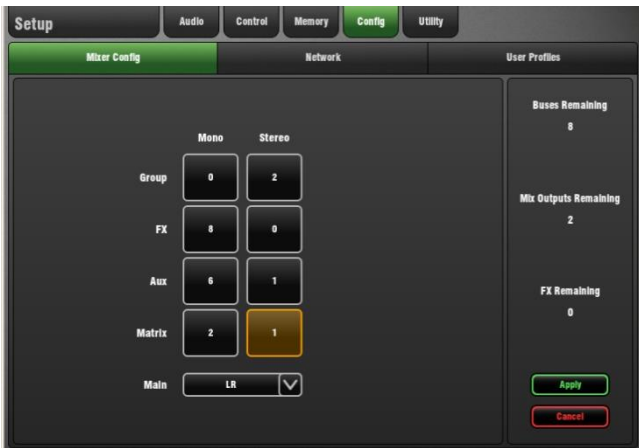 Setup Audio Control Memory Config Utility
Mixer Config Network User Profiles
Mono Stereo
Group 0 2
FX 8 0
Aux 6 1
Matrix 2 1
Main LR
Buses Remaining
8
Mix Outputs Remaining
2
FX Remaining
0
Apply
Cancel